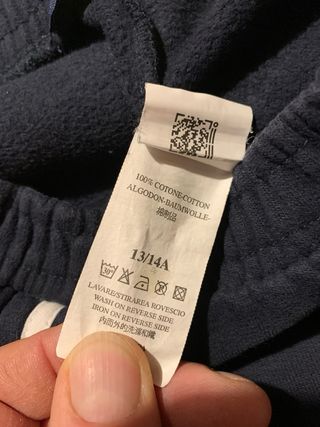 100% COTONE-COTTON
ALGODON-BAUMWOLLE-
棉制品
13/14A
30°
LAVARE/STIRAREA ROVESCIO
WASH ON REVERSE SIDE
IRON ON REVERSE SIDE